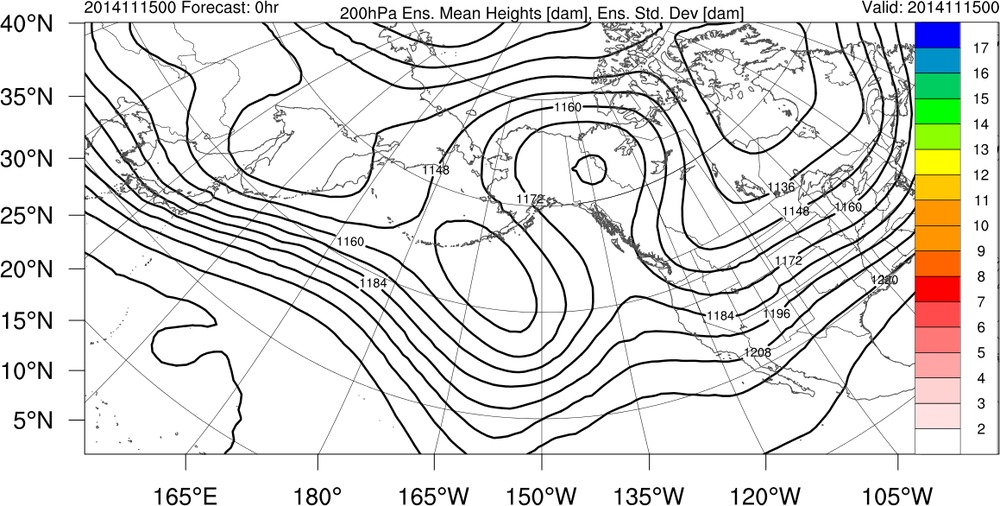 2014111500 Forecast: 0hr
200hPa Ens. Mean Heights [dam], Ens. Std. Dev [dam]
Valid: 2014111500
40°N
35°N
30°N
25°N
20°N
15°N
10°N
5°N
1160
1148
1172
1136
1148
1160
1160
1172
1184
1220
1184
1196
1208
17
16
15
14
13
12
11
10
9
8
7
6
5
4
3
2
165°E
180°
165°W
150°W
135°W
120°W
105°W